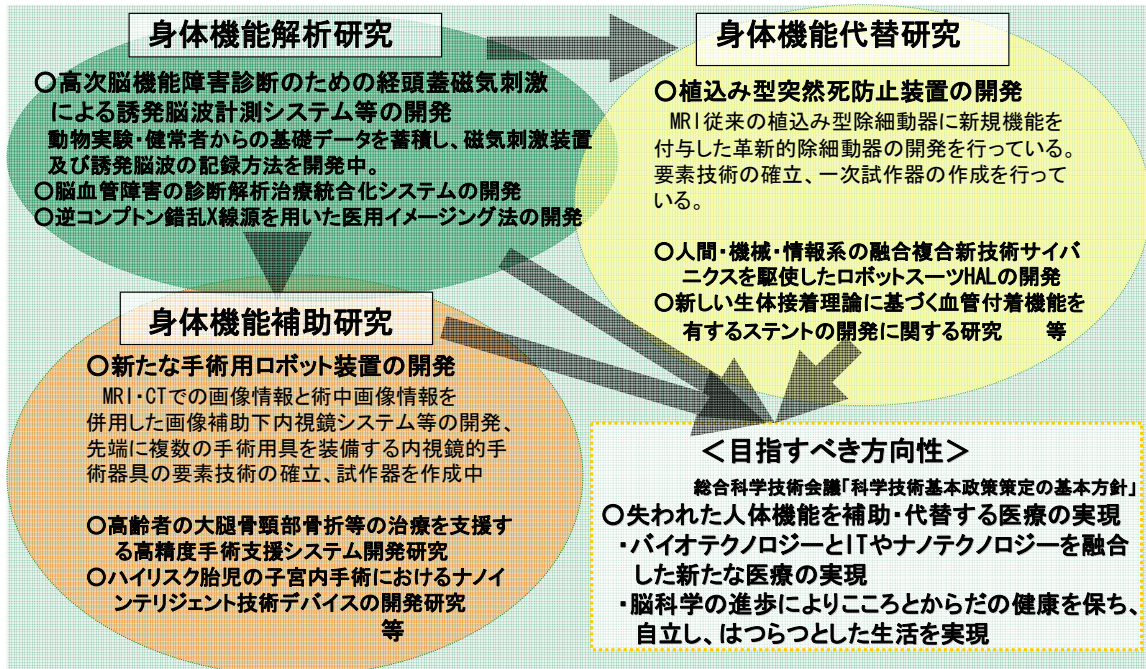 身体機能解析研究
○高次脳機能障害診断のための経頭蓋磁気刺激
による誘発脳波計測システム等の開発
動物実験・健常者からの基礎データを蓄積し、磁気刺激装置
及び誘発脳波の記録方法を開発中。
○脳血管障害の診断解析治療統合化システムの開発
○逆コンプトン錯乱X線源を用いた医用イメージング法の開発
身体機能代替研究
○植込み型突然死防止装置の開発
MRI従来の植込み型除細動器に新規機能を
付与した革新的除細動器の開発を行っている。
要素技術の確立、一次試作器の作成を行って
いる。
○人間・機械・情報系の融合複合新技術サイバ
ニクスを駆使したロボットスーツHALの開発
○新しい生体接着理論に基づく血管付着機能を
有するステントの開発に関する研究 等
身体機能補助研究
○新たな手術用ロボット装置の開発
MRI・CTでの画像情報と術中画像情報を
併用した画像補助下内視鏡システム等の開発、
先端に複数の手術用具を装備する内視鏡的手
術器具の要素技術の確立、試作器を作成中
○高齢者の大腿骨頸部骨折等の治療を支援す
る高精度手術支援システム開発研究
○ハイリスク胎児の子宮内手術におけるナノイ
ンテリジェント技術デバイスの開発研究
等
＜目指すべき方向性＞
総合科学技術会議「科学技術基本政策策定の基本方針」
○失われた人体機能を補助・代替する医療の実現
・バイオテクノロジーとITやナノテクノロジーを融合
した新たな医療の実現
・脳科学の進歩によりこころとからだの健康を保ち、
自立し、はつらつとした生活を実現